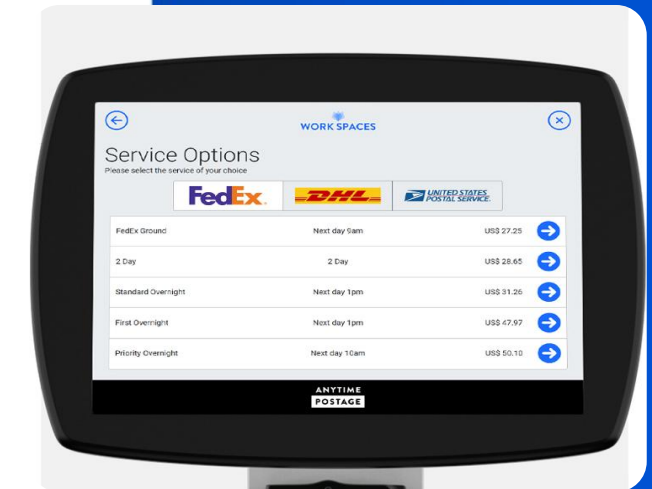 WORK SPACES
Service Options
Please select the service of your choice
FedEx. DHL UNITED STATES
POSTAL SERVICE.
FedEx Ground Next day 9am US$ 27.25
2 Day 2 Day US$ 28.65
Standard Overnight Next day 1pm US$ 31.26
First Overnight Next day 1pm US$ 47.97
Priority Overnight Next day 10am US$ 50.10
ANYTIME
POSTAGE